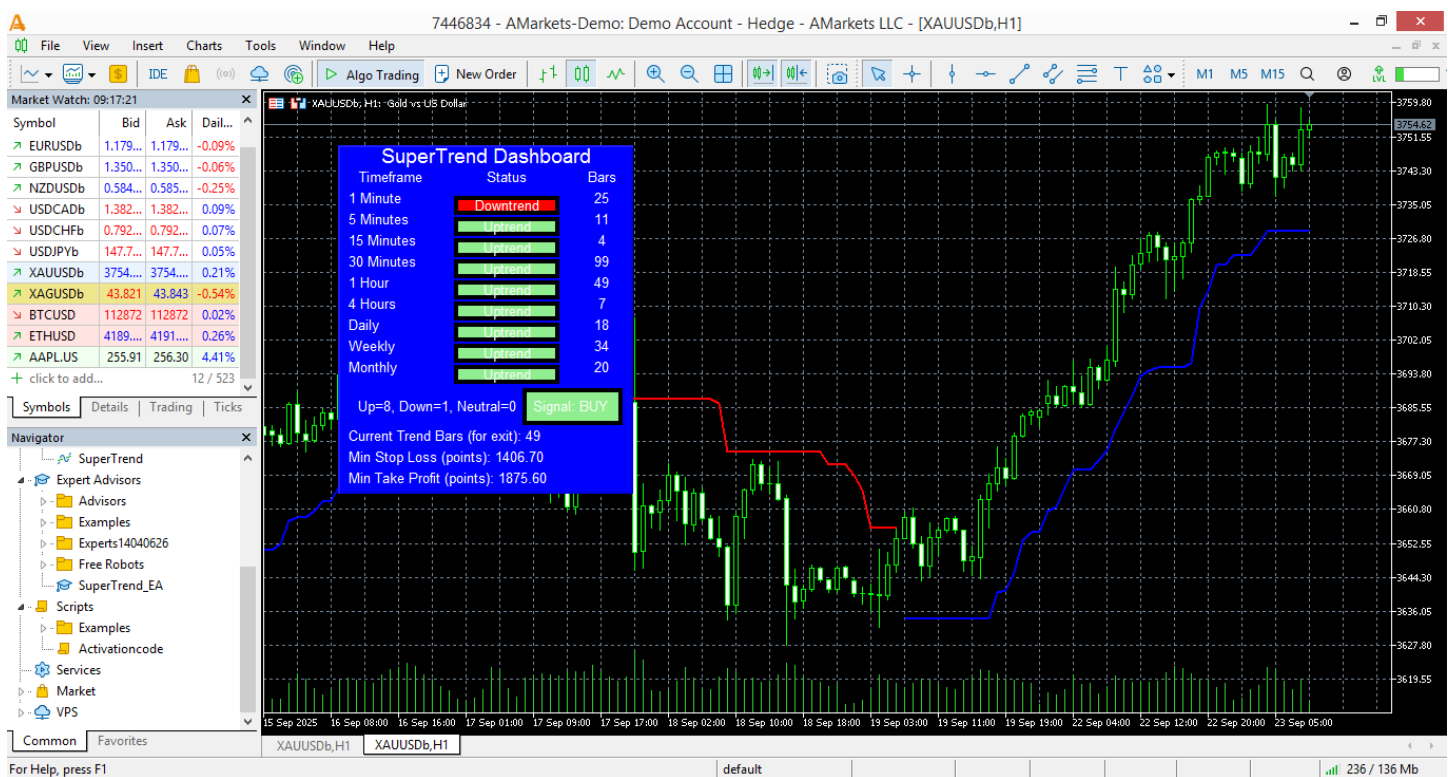 7446834 - AMarkets-Demo: Demo Account - Hedge - AMarkets LLC - [XAUUSDb,H1]
File View Insert Charts Tools Window Help
IDE Algo Trading New Order M1 M5 M15 LVL
Market Watch: 09:17:21
Symbol Bid Ask Dail...
EURUSDb 1.179... 1.179... -0.09%
GBPUSDb 1.350... 1.350... -0.06%
NZDUSDb 0.584... 0.585... -0.25%
USDCADb 1.382... 1.382... 0.09%
USDCHFb 0.792... 0.792... 0.07%
USDJPYb 147.7... 147.7... 0.05%
XAUUSDb 3754.... 3754.... 0.21%
XAGUSDb 43.821 43.843 -0.54%
BTCUSD 112872 112872 0.02%
ETHUSD 4189.... 4191.... 0.26%
AAPL.US 255.91 256.30 4.41%
+ click to add... 12 / 523
Symbols Details Trading Ticks
Navigator
SuperTrend
Expert Advisors
Advisors
Examples
Experts14040626
Free Robots
SuperTrend_EA
Scripts
Examples
Activationcode
Services
Market
VPS
Common Favorites
XAUUSDb, H1: Gold vs US Dollar
SuperTrend Dashboard
Timeframe Status Bars
1 Minute Downtrend 25
5 Minutes Uptrend 11
15 Minutes Uptrend 4
30 Minutes Uptrend 99
1 Hour Uptrend 49
4 Hours Uptrend 7
Daily Uptrend 18
Weekly Uptrend 34
Monthly Uptrend 20
Up=8, Down=1, Neutral=0 Signal: BUY
Current Trend Bars (for exit): 49
Min Stop Loss (points): 1406.70
Min Take Profit (points): 1875.60
3759.80
3754.62
3751.55
3743.30
3735.05
3726.80
3718.55
3710.30
3702.05
3693.80
3685.55
3677.30
3669.05
3660.80
3652.55
3644.30
3636.05
3627.80
3619.55
15 Sep 2025 16 Sep 08:00 16 Sep 16:00 17 Sep 01:00 17 Sep 09:00 17 Sep 17:00 18 Sep 02:00 18 Sep 10:00 18 Sep 18:00 19 Sep 03:00 19 Sep 11:00 19 Sep 19:00 22 Sep 04:00 22 Sep 12:00 22 Sep 20:00 23 Sep 05:00
XAUUSDb,H1 XAUUSDb,H1
For Help, press F1 default 236 / 136 Mb